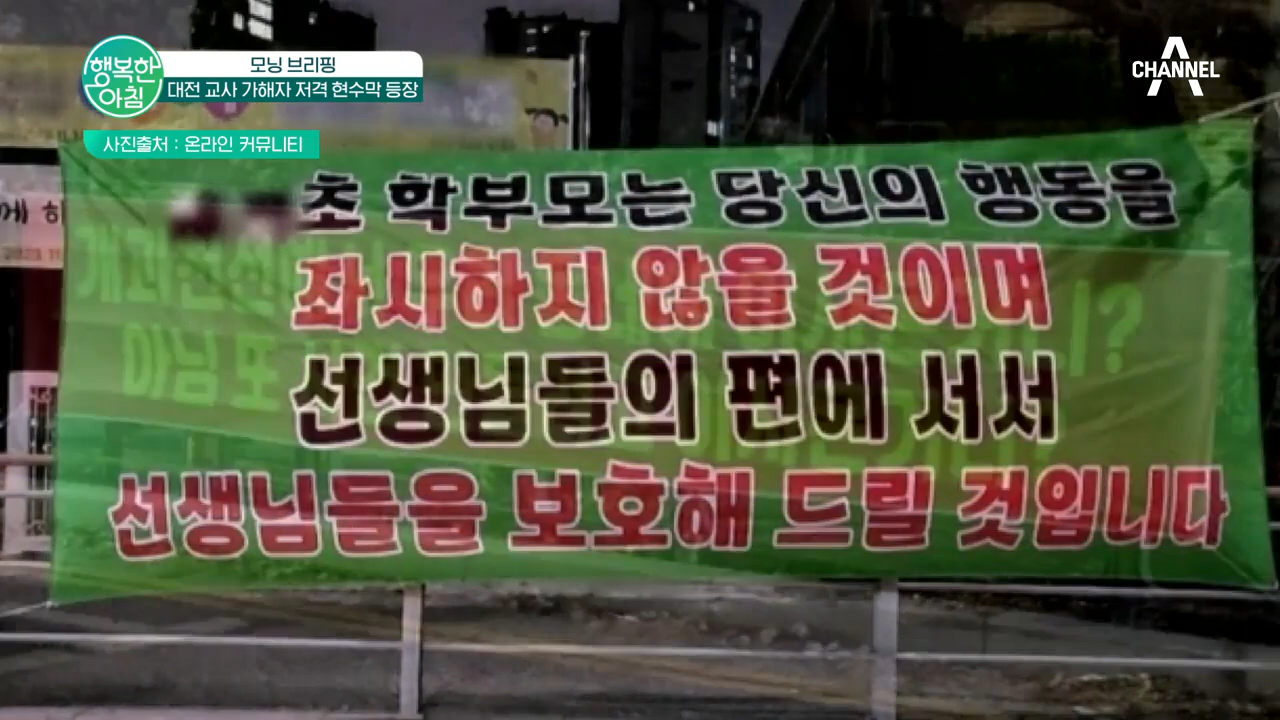 행복한
아침
모닝 브리핑
대전 교사 가해자 저격 현수막 등장
사진출처 : 온라인 커뮤니티
CHANNEL
초 학부모는 당신의 행동을
좌시하지 않을 것이며
선생님들의 편에 서서
선생님들을 보호해 드릴 것입니다